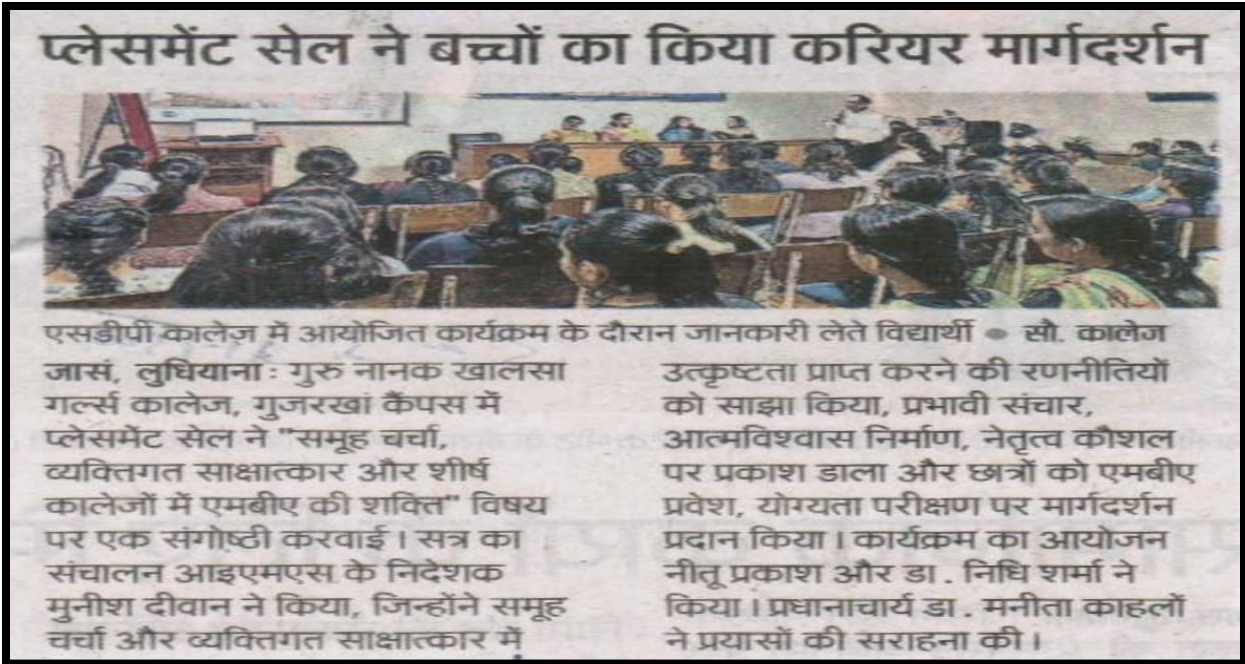 प्लेसमेंट सेल ने बच्चों का किया करियर मार्गदर्शन
एसडीपी कालेज़ में आयोजित कार्यक्रम के दौरान जानकारी लेते विद्यार्थी ● सौ. कालेज
जासं, लुधियाना : गुरु नानक खालसा
गर्ल्स कालेज, गुजरखां कैंपस में
प्लेसमेंट सेल ने "समूह चर्चा,
व्यक्तिगत साक्षात्कार और शीर्ष
कालेजों में एमबीए की शक्ति" विषय
पर एक संगोष्ठी करवाई । सत्र का
संचालन आइएमएस के निदेशक
मुनीश दीवान ने किया, जिन्होंने समूह
चर्चा और व्यक्तिगत साक्षात्कार में
उत्कृष्टता प्राप्त करने की रणनीतियों
को साझा किया, प्रभावी संचार,
आत्मविश्वास निर्माण, नेतृत्व कौशल
पर प्रकाश डाला और छात्रों को एमबीए
प्रवेश, योग्यता परीक्षण पर मार्गदर्शन
प्रदान किया । कार्यक्रम का आयोजन
नीतू प्रकाश और डा . निधि शर्मा ने
किया । प्रधानाचार्य डा . मनीता काहलों
ने प्रयासों की सराहना की ।